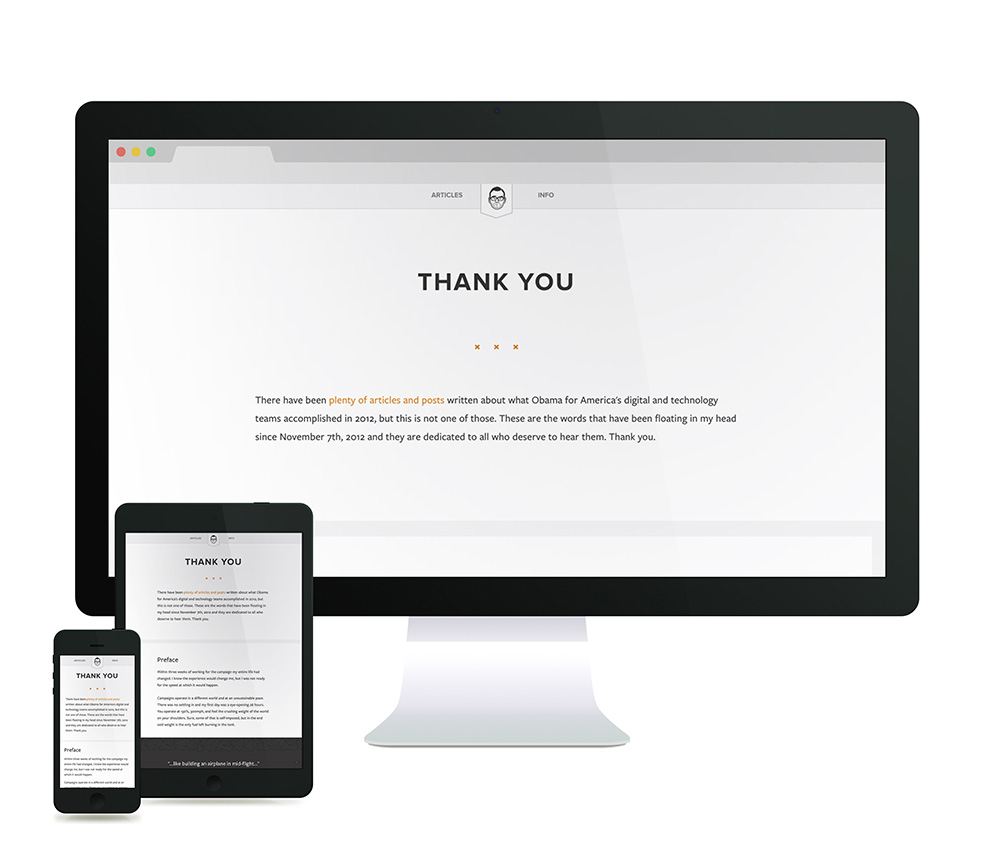 ARTICLES
INFO
THANK YOU
There have been plenty of articles and posts written about what Obama for America's digital and technology
teams accomplished in 2012, but this is not one of those. These are the words that have been floating in my head
since November 7th, 2012 and they are dedicated to all who deserve to hear them. Thank you.
ARTICLES
INFO
THANK YOU
There have been plenty of articles and posts written about what Obama
for America's digital and technology teams accomplished in 2012, but
this is not one of those. These are the words that have been floating in
my head since November 7th, 2012 and they are dedicated to all who
deserve to hear them. Thank you.
Preface
Within three weeks of working for the campaign my entire life had
changed. I knew the experience would change me, but I was not ready
for the speed at which it would happen.
Campaigns operate in a different world and at an unsustainable pace.
There was no settling in and my first day was a eye-opening 16 hours.
You operate at 150%, 300mph, and feel the crushing weight of the world
on your shoulders. Sure, some of that is self-imposed, but in the end
said weight is the only fuel left burning in the tank.
"...like building an airplane in mid-flight..."
ARTICLES
INFO
THANK YOU
There have been plenty of articles and posts
written about what Obama for America's digital and
technology teams accomplished in 2012, but this is
not one of those. These are the words that have
been floating in my head since November 7th, 2012
and they are dedicated to all who deserve to hear
them. Thank you.
Preface
Within three weeks of working for the campaign my
entire life had changed. I knew the experience would
change me, but I was not ready for the speed at
which it would happen.
Campaigns operate in a different world and at an